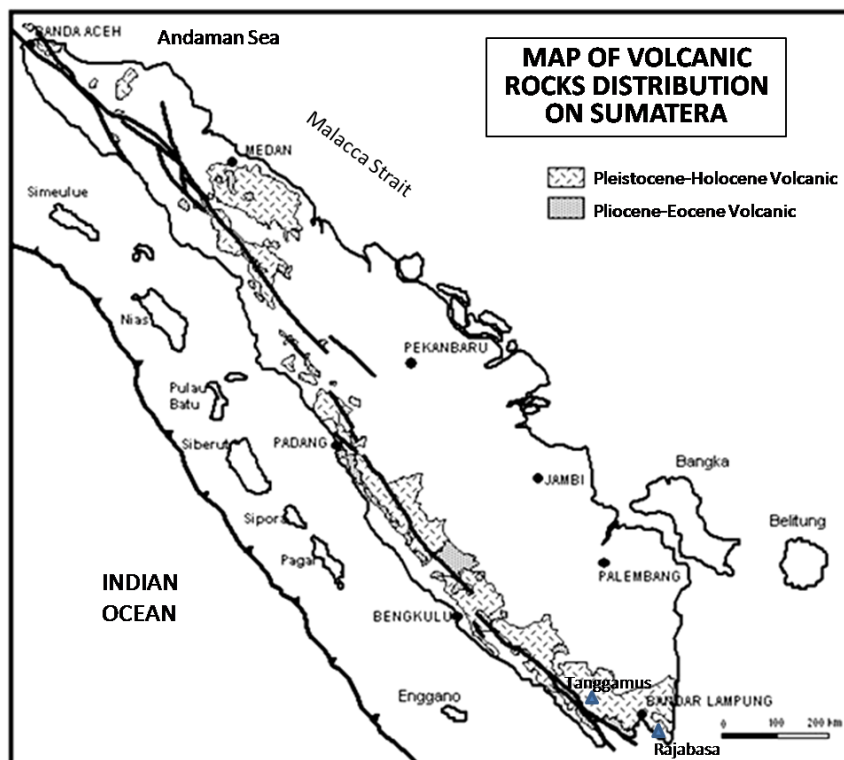 BANDA ACEH
Andaman Sea
MAP OF VOLCANIC
ROCKS DISTRIBUTION
ON SUMATERA
Malacca Strait
MEDAN
Pleistocene-Holocene Volcanic
Pliocene-Eocene Volcanic
Simeulue
Nias
PEKANBARU
Pulau
Batu
PADANG
Siberut
JAMBI
Bangka
Sipora
Belitung
Pagai
PALEMBANG
INDIAN
OCEAN
BENGKULU
Tanggamus
Enggano
BANDAR LAMPUNG
0 100 200 km
Rajabasa